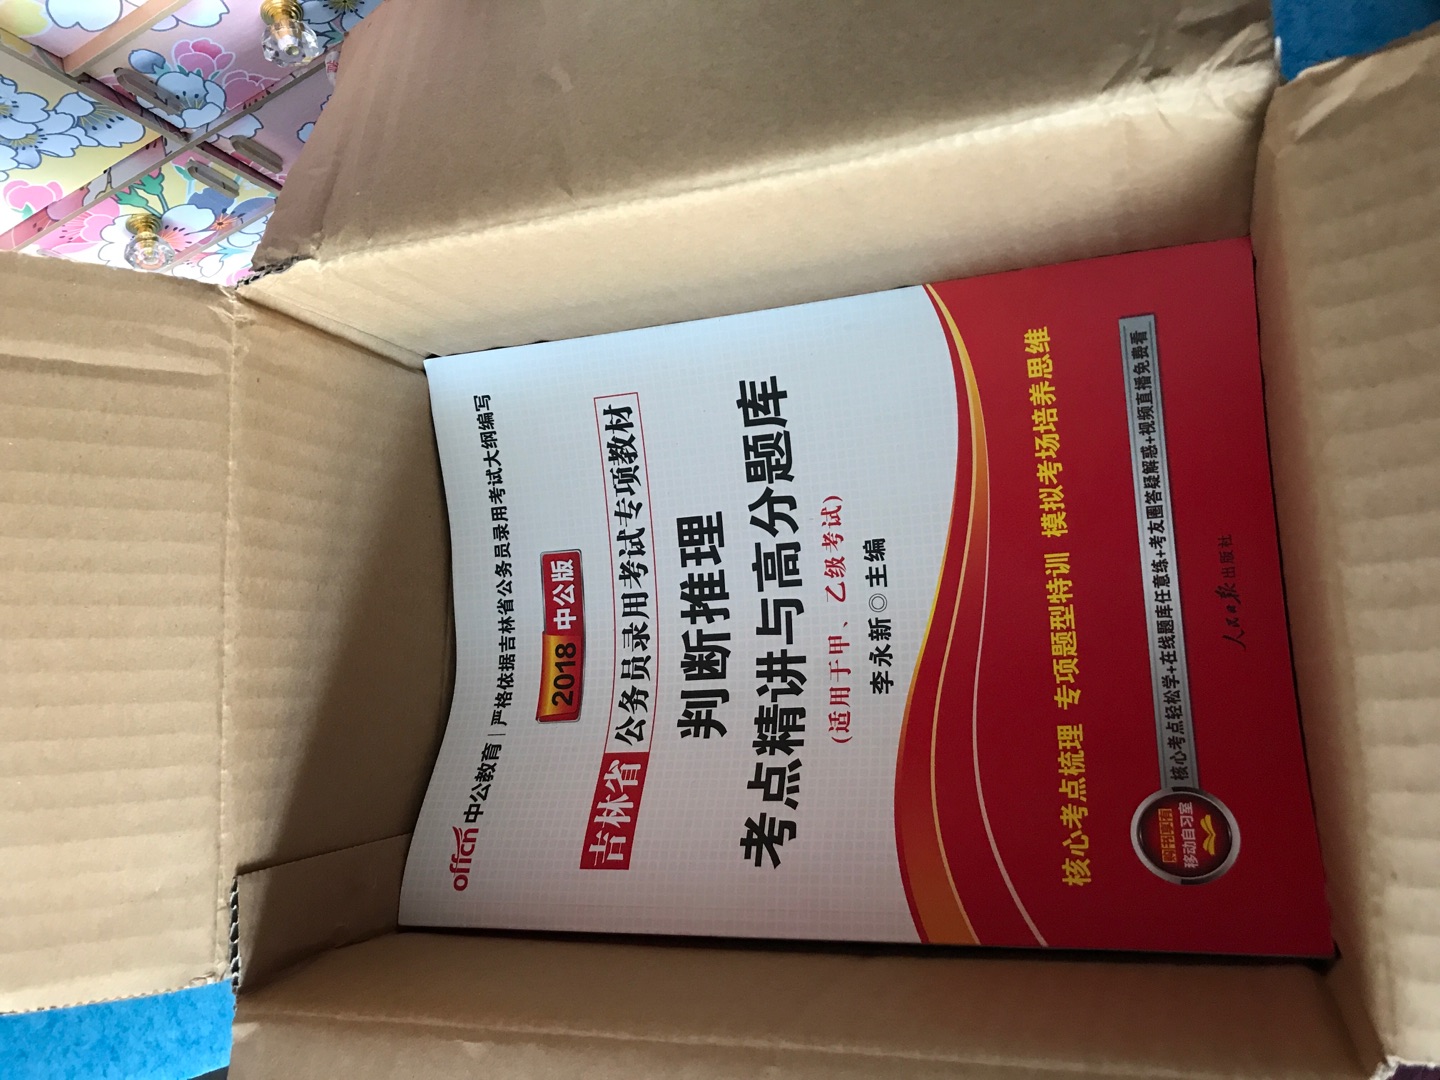 offcn 中公教育 | 严格依据吉林省公务员录用考试大纲编写
2018 中公版
吉林省 公务员录用考试专项教材
判断推理
考点精讲与高分题库
(适用于甲、乙级考试)
李永新◎主编
核心考点梳理 专项题型特训 模拟考场培养思维
移动自习室
核心考点轻松学+在线题库任意练+考友圈答疑解惑+视频直播免费看
人民日报出版社